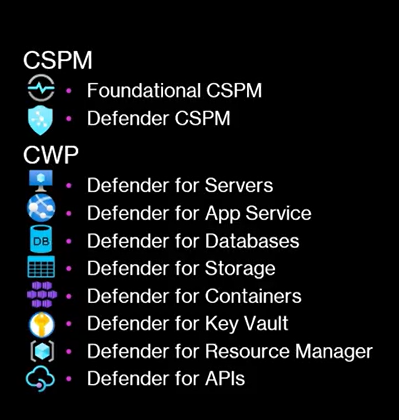 CSPM
• Foundational CSPM
• Defender CSPM
CWP
• Defender for Servers
• Defender for App Service
DB • Defender for Databases
• Defender for Storage
• Defender for Containers
• Defender for Key Vault
• Defender for Resource Manager
• Defender for APIs